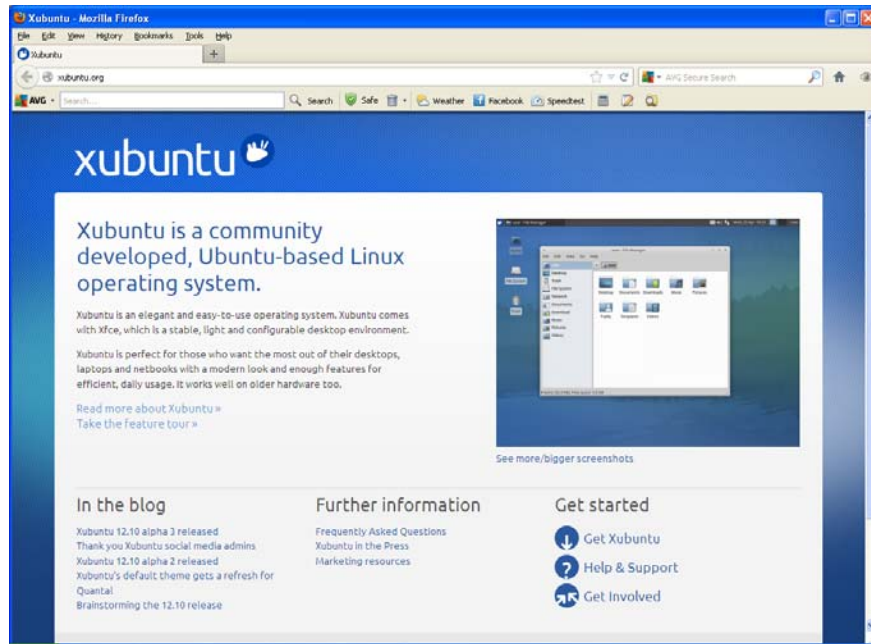 Xubuntu - Mozilla Firefox
File Edit View History Bookmarks Tools Help
Xubuntu
xubuntu.org
AVG Secure Search
AVG Search... Search Safe Weather Facebook Speedtest
xubuntu
Xubuntu is a community
developed, Ubuntu-based Linux
operating system.
Xubuntu is an elegant and easy-to-use operating system. Xubuntu comes
with Xfce, which is a stable, light and configurable desktop environment.
Xubuntu is perfect for those who want the most out of their desktops,
laptops and netbooks with a modern look and enough features for
efficient, daily usage. It works well on older hardware too.
Read more about Xubuntu »
Take the feature tour »
See more/bigger screenshots
In the blog
Xubuntu 12.10 alpha 3 released
Thank you Xubuntu social media admins
Xubuntu 12.10 alpha 2 released
Xubuntu's default theme gets a refresh for
Quantal
Brainstorming the 12.10 release
Further information
Frequently Asked Questions
Xubuntu in the Press
Marketing resources
Get started
Get Xubuntu
Help & Support
Get Involved